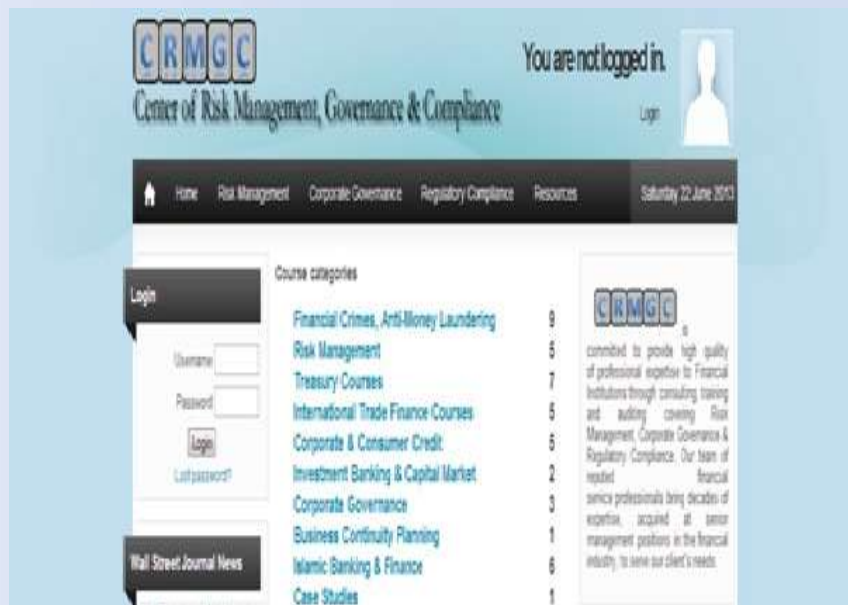 CRMGC
Center of Risk Management, Governance & Compliance
You are not logged in.
Login
Home Risk Management Corporate Governance Regulatory Compliance Resources Saturday 22 June 2013
Login
Username
Password
Login
Lost password?
Wall Street Journal News
Course categories
Financial Crimes, Anti-Money Laundering 9
Risk Management 5
Treasury Courses 7
International Trade Finance Courses 5
Corporate & Consumer Credit 5
Investment Banking & Capital Market 2
Corporate Governance 3
Business Continuity Planning 1
Islamic Banking & Finance 6
Case Studies 1
CRMGC is
committed to provide high quality
of professional expertise to Financial
Institutions through consulting training
and auditing covering Risk
Management, Corporate Governance &
Regulatory Compliance. Our team of
reputed financial
service professionals bring decades of
expertise, acquired at senior
management positions in the financial
industry, to serve our client's needs.